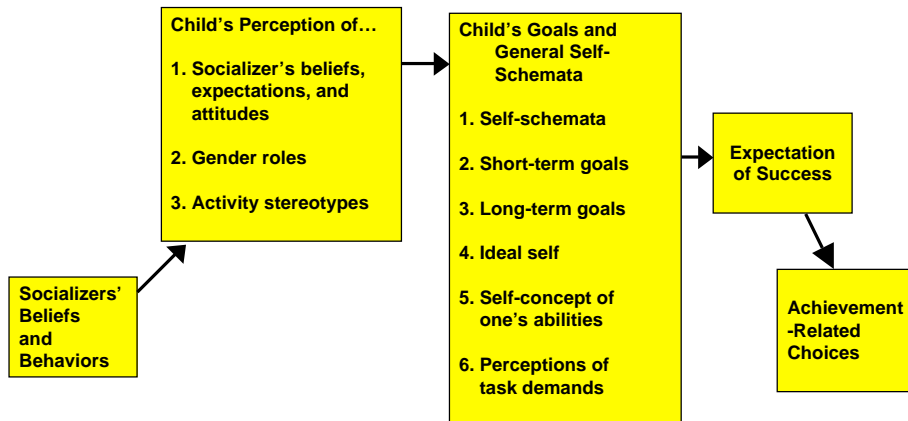 Child's Perception of…
1. Socializer's beliefs,
expectations, and
attitudes
2. Gender roles
3. Activity stereotypes
Socializers'
Beliefs
and
Behaviors
Child's Goals and
General Self-
Schemata
1. Self-schemata
2. Short-term goals
3. Long-term goals
4. Ideal self
5. Self-concept of
one's abilities
6. Perceptions of
task demands
Expectation
of Success
Achievement
-Related
Choices